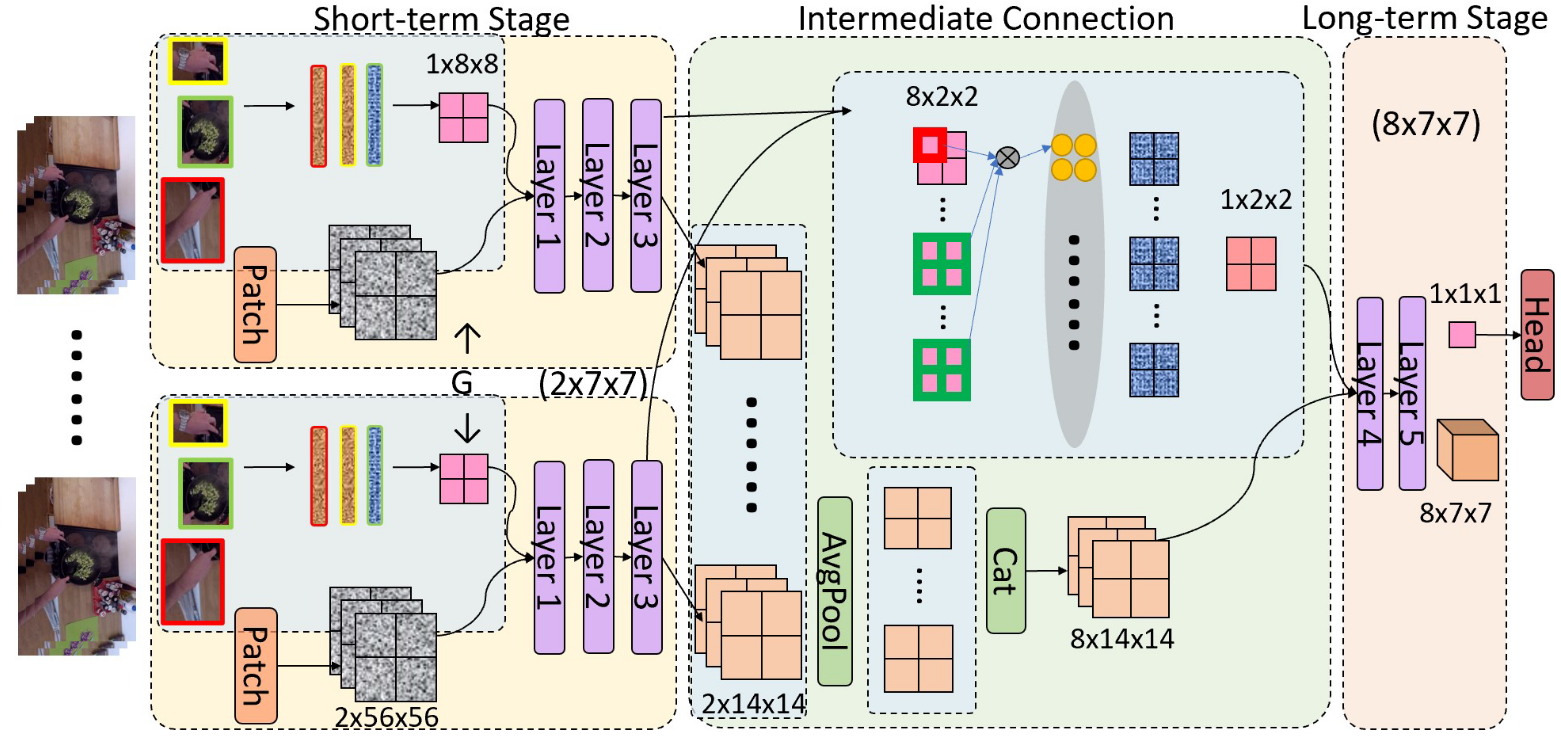 Short-term Stage
Intermediate Connection
Long-term Stage
1x8x8
Layer 1
Layer 2
Layer 3
Patch
G
(2x7x7)
Layer 1
Layer 2
Layer 3
Patch
2x56x56
8x2x2
1x2x2
2x14x14
AvgPool
Cat
8x14x14
(8x7x7)
Layer 4
Layer 5
1x1x1
8x7x7
Head